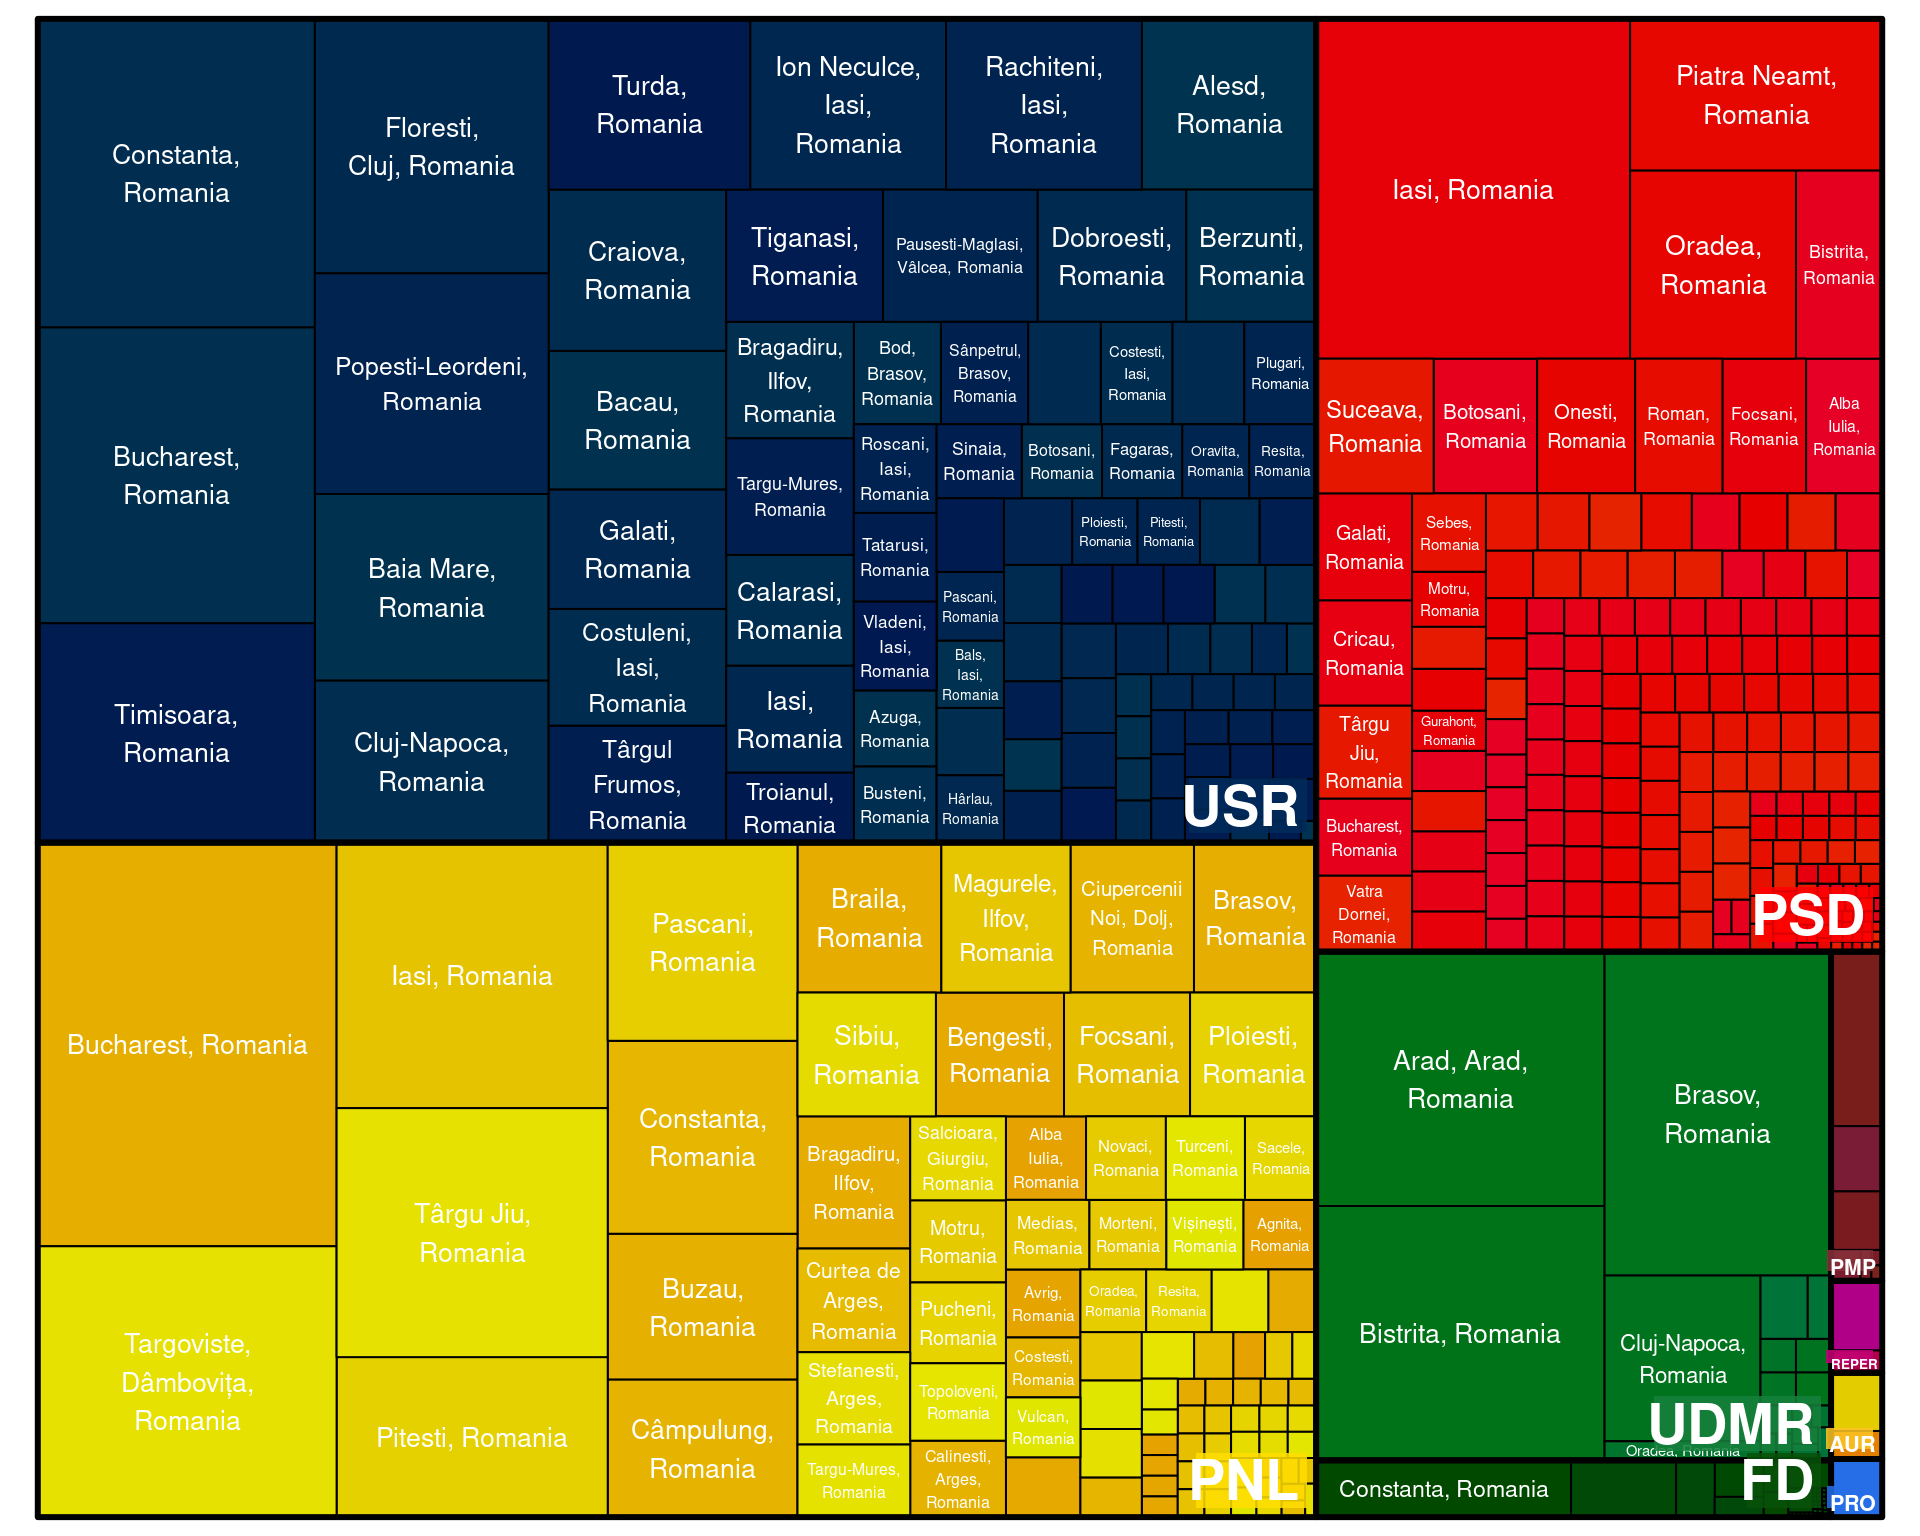 Constanta,
Romania
Bucharest,
Romania
Timisoara,
Romania
Floresti,
Cluj, Romania
Popesti-Leordeni,
Romania
Baia Mare,
Romania
Cluj-Napoca,
Romania
Turda,
Romania
Ion Neculce,
Iasi,
Romania
Rachiteni,
Iasi,
Romania
Alesd,
Romania
Craiova,
Romania
Bacau,
Romania
Galati,
Romania
Costuleni,
Iasi,
Romania
Târgul
Frumos,
Romania
Tiganasi,
Romania
Pausesti-Maglasi,
Vâlcea, Romania
Dobroesti,
Romania
Berzunti,
Romania
Bragadiru,
Ilfov,
Romania
Targu-Mures,
Romania
Calarasi,
Romania
Iasi,
Romania
Troianul,
Romania
Bod,
Brasov,
Romania
Sânpetrul,
Brasov,
Romania
Costesti,
Iasi,
Romania
Plugari,
Romania
Roscani,
Iasi,
Romania
Tatarusi,
Romania
Vladeni,
Iasi,
Romania
Azuga,
Romania
Busteni,
Romania
Sinaia,
Romania
Botosani,
Romania
Fagaras,
Romania
Oravita,
Romania
Resita,
Romania
Ploiesti,
Romania
Pitesti,
Romania
Pascani,
Romania
Bals,
Iasi,
Romania
Hârlau,
Romania
USR
Iasi, Romania
Piatra Neamt,
Romania
Oradea,
Romania
Bistrita,
Romania
Suceava,
Romania
Botosani,
Romania
Onesti,
Romania
Roman,
Romania
Focsani,
Romania
Alba
Iulia,
Romania
Galati,
Romania
Cricau,
Romania
Târgu
Jiu,
Romania
Bucharest,
Romania
Vatra
Dornei,
Romania
Sebes,
Romania
Motru,
Romania
Gurahont,
Romania
PSD
Bucharest, Romania
Targoviste,
Dâmbovița,
Romania
Iasi, Romania
Târgu Jiu,
Romania
Pitesti, Romania
Pascani,
Romania
Constanta,
Romania
Buzau,
Romania
Câmpulung,
Romania
Braila,
Romania
Magurele,
Ilfov,
Romania
Ciupercenii
Noi, Dolj,
Romania
Brasov,
Romania
Sibiu,
Romania
Bengesti,
Romania
Focsani,
Romania
Ploiesti,
Romania
Bragadiru,
Ilfov,
Romania
Curtea de
Arges,
Romania
Stefanesti,
Arges,
Romania
Targu-Mures,
Romania
Salcioara,
Giurgiu,
Romania
Motru,
Romania
Pucheni,
Romania
Topoloveni,
Romania
Calinesti,
Arges,
Romania
Alba
Iulia,
Romania
Novaci,
Romania
Turceni,
Romania
Sacele,
Romania
Medias,
Romania
Morteni,
Romania
Vișinești,
Romania
Agnita,
Romania
Avrig,
Romania
Oradea,
Romania
Resita,
Romania
Costesti,
Romania
Vulcan,
Romania
PNL
Arad, Arad,
Romania
Bistrita, Romania
Brasov,
Romania
Cluj-Napoca,
Romania
Oradea, Romania
UDMR
Constanta, Romania
FD
PMP
REPER
AUR
PRO